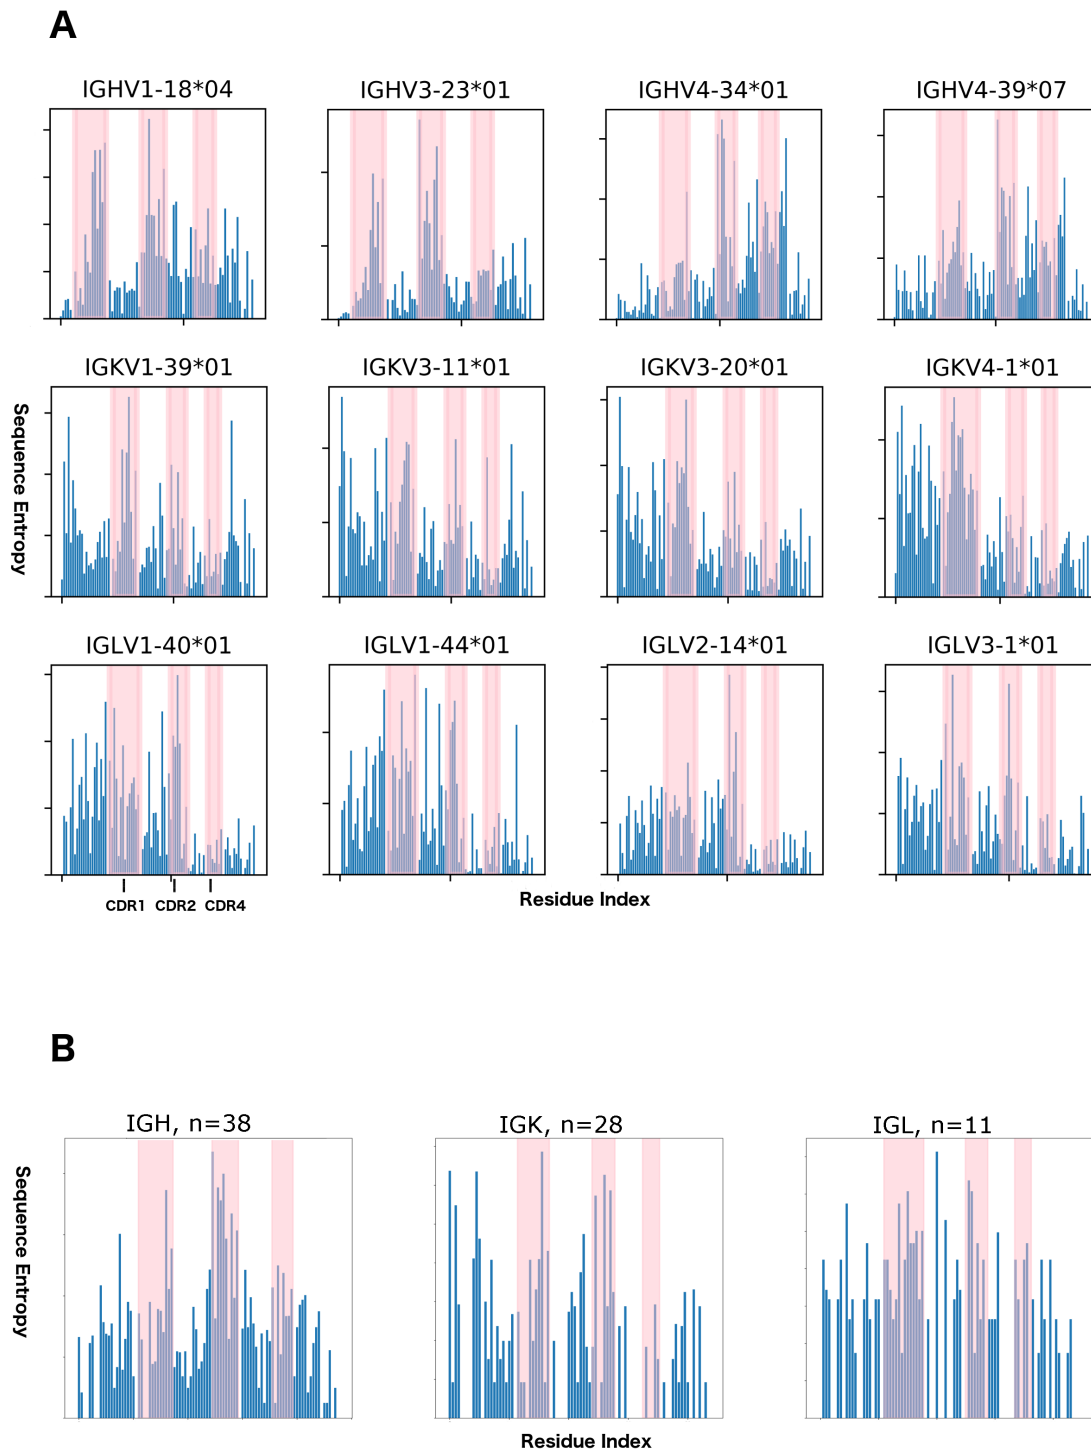 A
IGHV1-18*04
IGHV3-23*01
IGHV4-34*01
IGHV4-39*07
IGKV1-39*01
IGKV3-11*01
IGKV3-20*01
IGKV4-1*01
Sequence Entropy
IGLV1-40*01
IGLV1-44*01
IGLV2-14*01
IGLV3-1*01
CDR1 CDR2 CDR4
Residue Index
B
IGH, n=38
IGK, n=28
IGL, n=11
Sequence Entropy
Residue Index